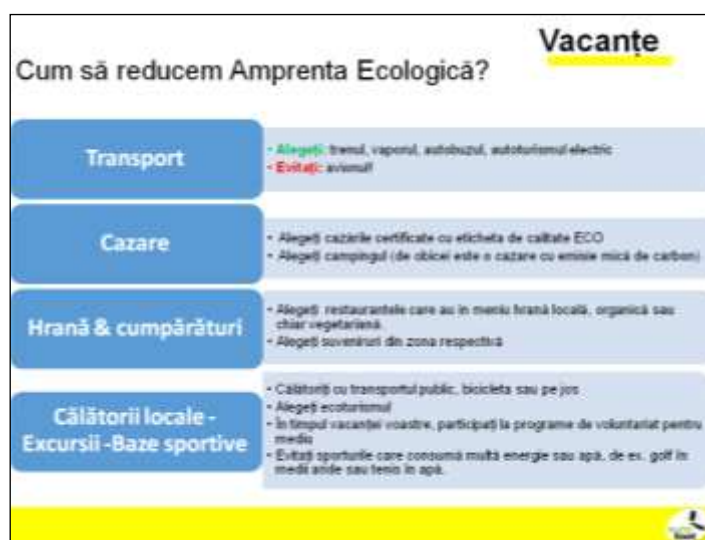 Vacanțe
Cum să reducem Amprenta Ecologică?
Transport
• Alegeți: trenul, vaporul, autobuzul, autoturismul electric
• Evitați: avionul!
Cazare
• Alegeți cazările certificate cu eticheta de calitate ECO
• Alegeți campingul (de obicei este o cazare cu emisie mică de carbon)
Hrană & cumpărături
• Alegeți restaurantele care au in meniu hrană locală, organică sau
chiar vegetariană.
• Alegeți suveniruri din zona respectivă
Călătorii locale -
Excursii -Baze sportive
• Călătoriți cu transportul public, bicicleta sau pe jos
• Alegeți ecoturismul
• În timpul vacanței voastre, participați la programe de voluntariat pentru
mediu
• Evitați sporturile care consumă multă energie sau apă, de ex. golf în
medii aride sau tenis în apă.